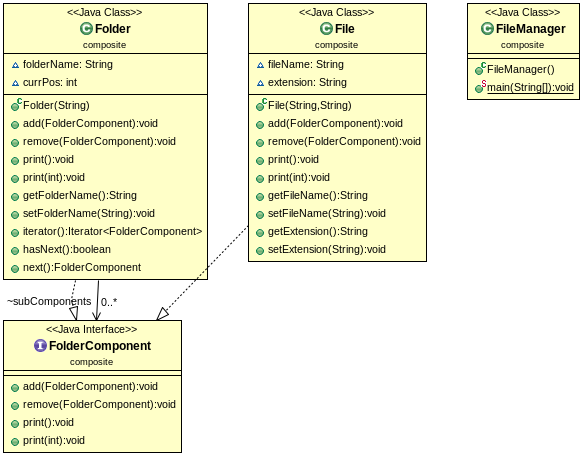 <<Java Class>>
Folder
composite
folderName: String
currPos: int
Folder(String)
add(FolderComponent):void
remove(FolderComponent):void
print():void
print(int):void
getFolderName():String
setFolderName(String):void
iterator():Iterator<FolderComponent>
hasNext():boolean
next():FolderComponent
<<Java Class>>
File
composite
fileName: String
extension: String
File(String,String)
add(FolderComponent):void
remove(FolderComponent):void
print():void
print(int):void
getFileName():String
setFileName(String):void
getExtension():String
setExtension(String):void
<<Java Class>>
FileManager
composite
FileManager()
main(String[]):void
~subComponents
0..*
<<Java Interface>>
FolderComponent
composite
add(FolderComponent):void
remove(FolderComponent):void
print():void
print(int):void